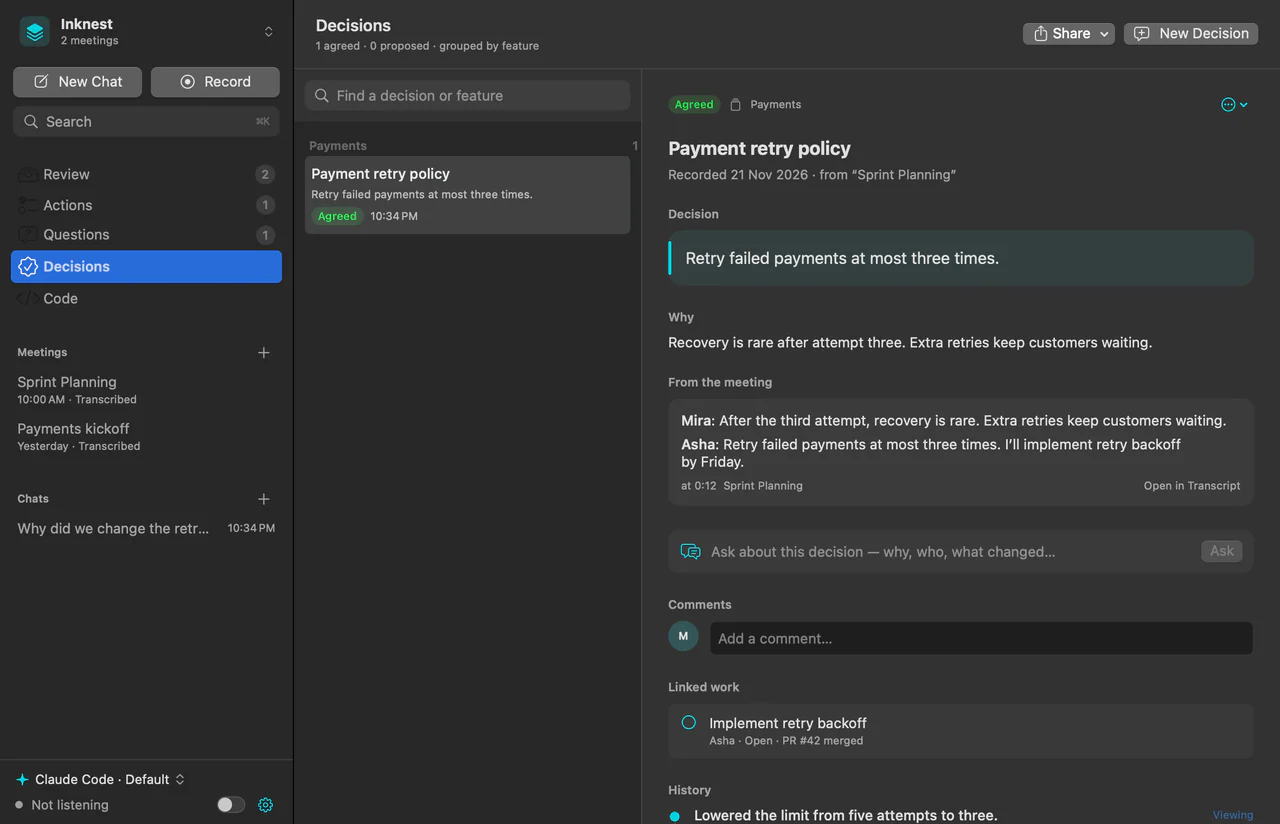 Inknest
2 meetings
New Chat
Record
Search
⌘K
Review
2
Actions
1
Questions
1
Decisions
Code
Meetings
Sprint Planning
10:00 AM · Transcribed
Payments kickoff
Yesterday · Transcribed
Chats
Why did we change the retr...
10:34 PM
Claude Code · Default
Not listening
Decisions
1 agreed · 0 proposed · grouped by feature
Share
New Decision
Find a decision or feature
Payments
1
Payment retry policy
Retry failed payments at most three times.
Agreed
10:34 PM
Agreed
Payments
Payment retry policy
Recorded 21 Nov 2026 · from “Sprint Planning”
Decision
Retry failed payments at most three times.
Why
Recovery is rare after attempt three. Extra retries keep customers waiting.
From the meeting
Mira: After the third attempt, recovery is rare. Extra retries keep customers waiting.
Asha: Retry failed payments at most three times. I’ll implement retry backoff
by Friday.
at 0:12 Sprint Planning
Open in Transcript
Ask about this decision — why, who, what changed...
Ask
Comments
M
Add a comment...
Linked work
Implement retry backoff
Asha · Open · PR #42 merged
History
Lowered the limit from five attempts to three.
Viewing